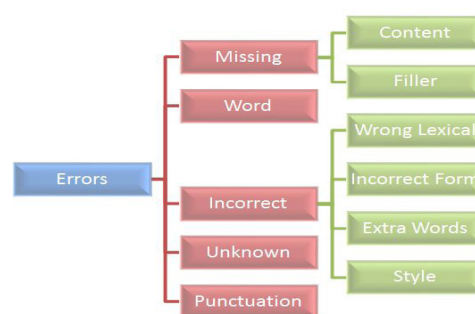 Content
Missing
Filler
Word
Wrong Lexical
Errors
Incorrect Form
Incorrect
Extra Words
Unknown
Style
Punctuation